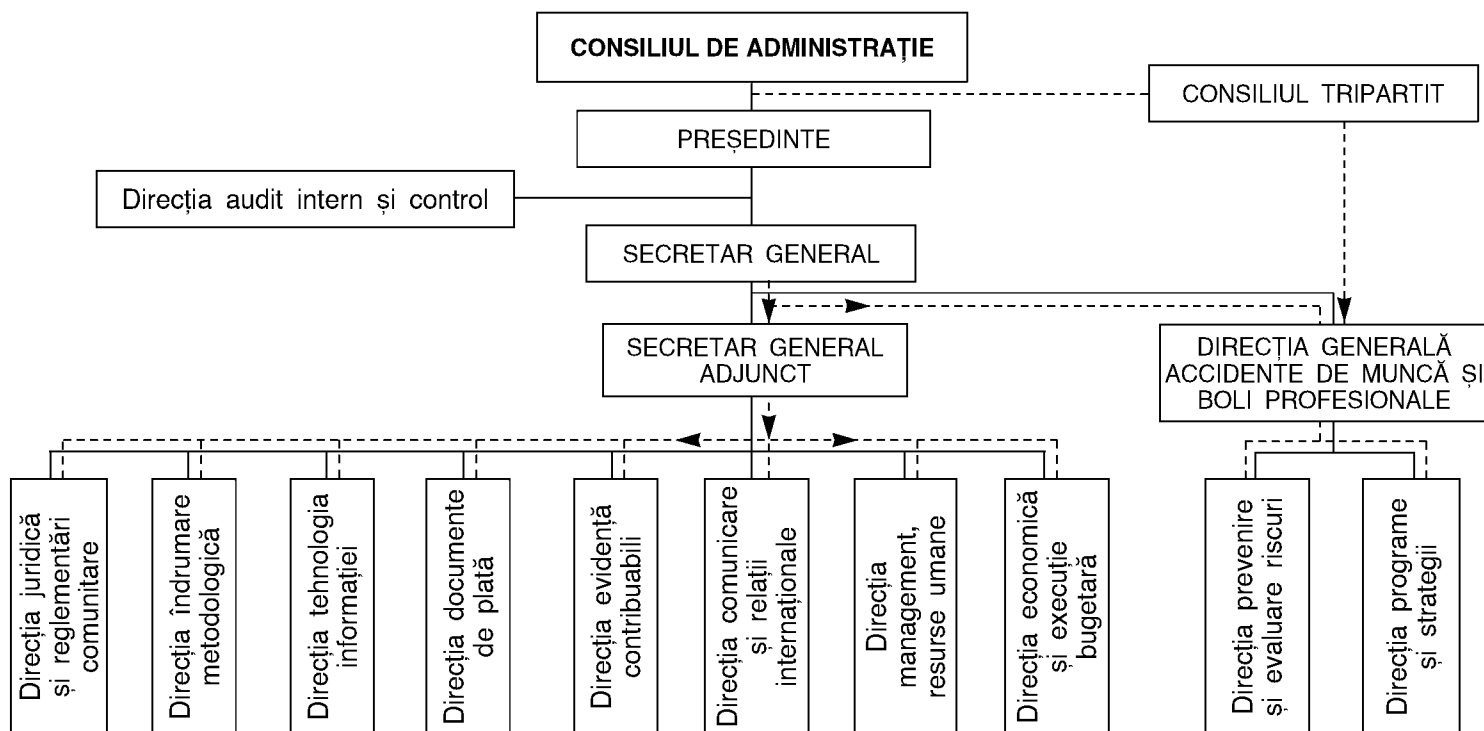 CONSILIUL DE ADMINISTRAȚIE
CONSILIUL TRIPARTIT
PREȘEDINTE
Direcția audit intern și control
SECRETAR GENERAL
SECRETAR GENERAL
ADJUNCT
DIRECȚIA GENERALĂ
ACCIDENTE DE MUNCĂ ȘI
BOLI PROFESIONALE
Direcția juridică
și reglementări
comunitare
Direcția îndrumare
metodologică
Direcția tehnologia
informației
Direcția documente
de plată
Direcția evidență
contribuabili
Direcția comunicare
și relații
internaționale
Direcția
management,
resurse umane
Direcția economică
și execuție
bugetară
Direcția prevenire
și evaluare riscuri
Direcția programe
și strategii